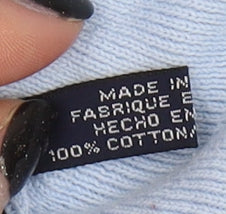 MADE IN
FABRIQUE E
HECHO EN
100% COTTON